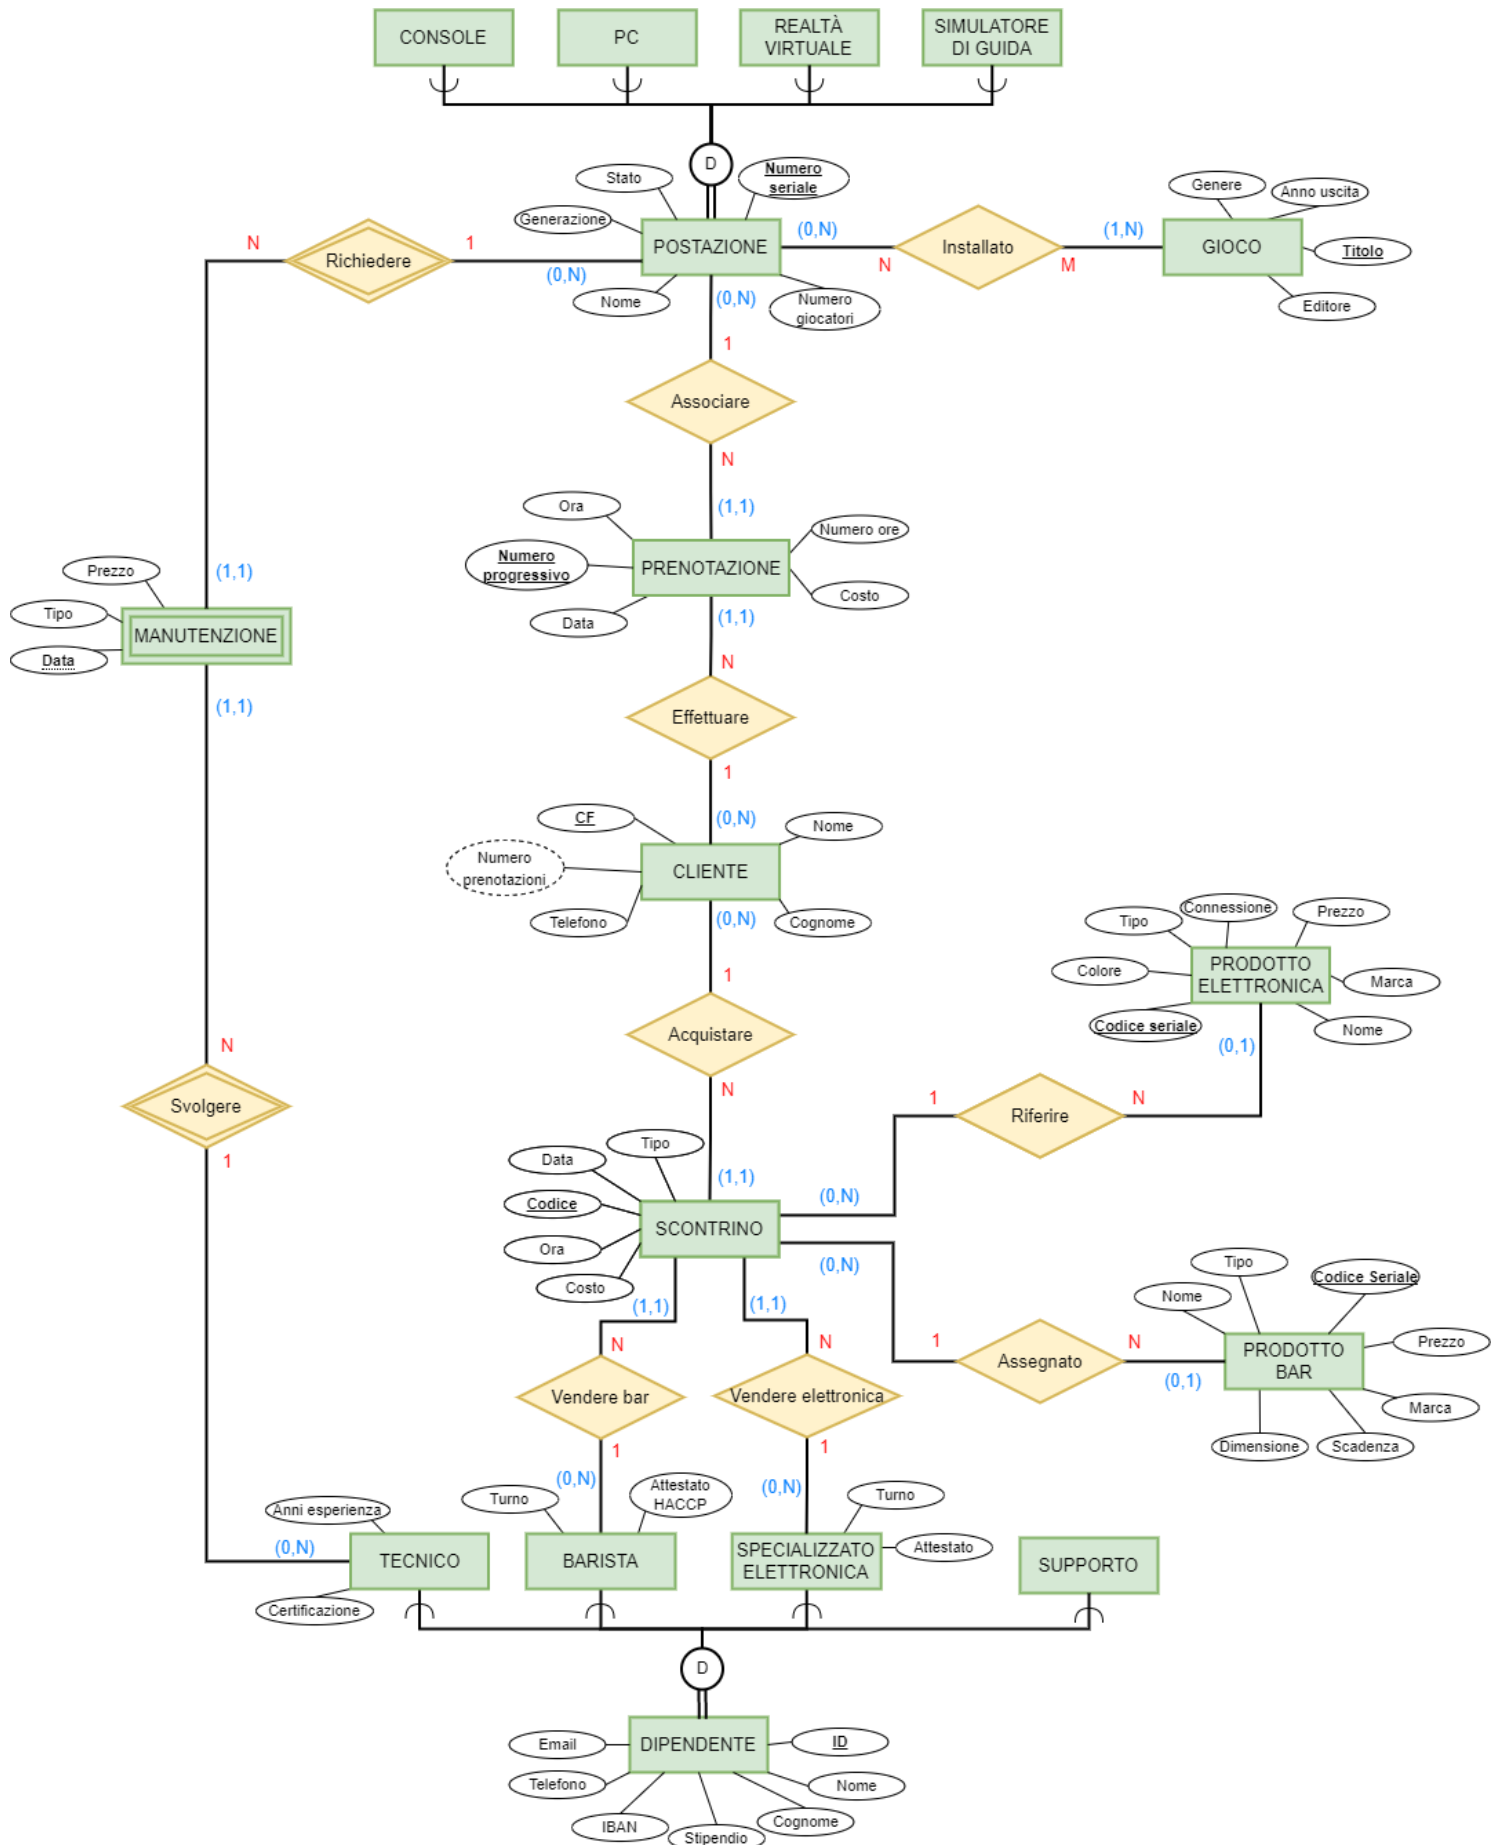 CONSOLE
PC
REALTÀ
VIRTUALE
SIMULATORE
DI GUIDA
D
Stato
Numero
seriale
Generazione
POSTAZIONE
Nome
Numero
giocatori
(0,N)
N
Installato
M
(1,N)
Genere
Anno uscita
GIOCO
Titolo
Editore
N
Richiedere
1
(0,N)
(0,N)
1
Associare
N
(1,1)
Ora
Numero ore
Numero
progressivo
PRENOTAZIONE
Costo
Data
(1,1)
Prezzo
(1,1)
Tipo
MANUTENZIONE
Data
(1,1)
N
Effettuare
1
(0,N)
CF
Nome
Numero
prenotazioni
CLIENTE
Telefono
Cognome
(0,N)
1
Acquistare
N
(1,1)
Connessione
Tipo
Prezzo
Colore
PRODOTTO
ELETTRONICA
Marca
Codice seriale
Nome
(0,1)
N
Riferire
1
(0,N)
N
Svolgere
1
Tipo
Data
Codice
SCONTRINO
Ora
Costo
(0,N)
1
Assegnato
N
(0,1)
Tipo
Codice Seriale
Nome
Prezzo
PRODOTTO
BAR
Marca
Dimensione
Scadenza
(1,1)
(1,1)
N
N
Vendere bar
Vendere elettronica
1
1
(0,N)
(0,N)
Anni esperienza
Turno
Attestato
HACCP
Turno
(0,N)
TECNICO
BARISTA
SPECIALIZZATO
ELETTRONICA
Attestato
SUPPORTO
Certificazione
D
Email
DIPENDENTE
ID
Telefono
Nome
IBAN
Stipendio
Cognome